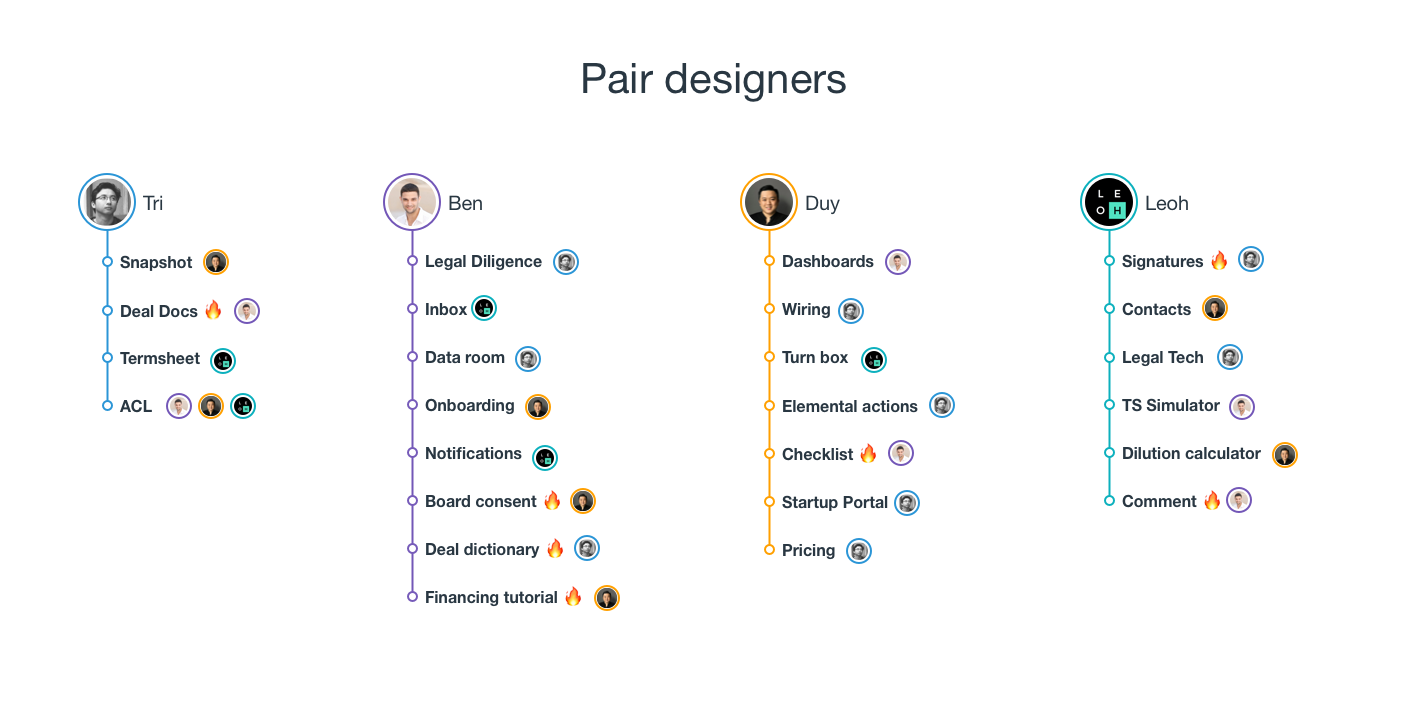 Pair designers
Tri
Snapshot
Deal Docs 🔥
Termsheet
ACL
Ben
Legal Diligence
Inbox
Data room
Onboarding
Notifications
Board consent 🔥
Deal dictionary 🔥
Financing tutorial 🔥
Duy
Dashboards
Wiring
Turn box
Elemental actions
Checklist 🔥
Startup Portal
Pricing
L E
O H
Leoh
Signatures 🔥
Contacts
Legal Tech
TS Simulator
Dilution calculator
Comment 🔥